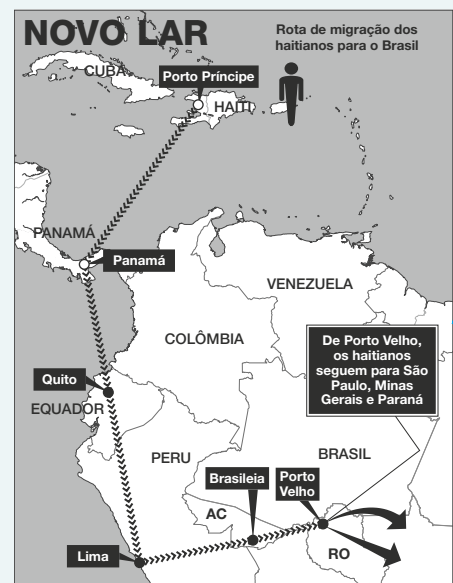 NOVO LAR
Rota de migração dos
haitianos para o Brasil
CUBA
Porto Príncipe
HAITI
PANAMÁ
Panamá
VENEZUELA
COLÔMBIA
De Porto Velho,
os haitianos
seguem para São
Paulo, Minas
Gerais e Paraná
Quito
EQUADOR
PERU
BRASIL
Brasileia
Porto
Velho
AC
RO
Lima